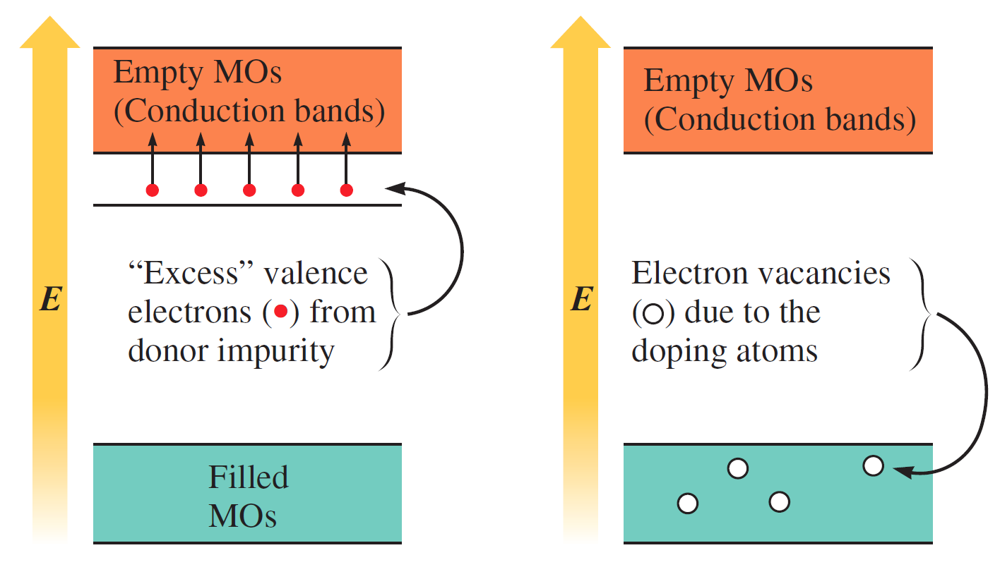 Empty MOs
(Conduction bands)
E
“Excess” valence
electrons (●) from
donor impurity
Filled
MOs
Empty MOs
(Conduction bands)
E
Electron vacancies
(○) due to the
doping atoms